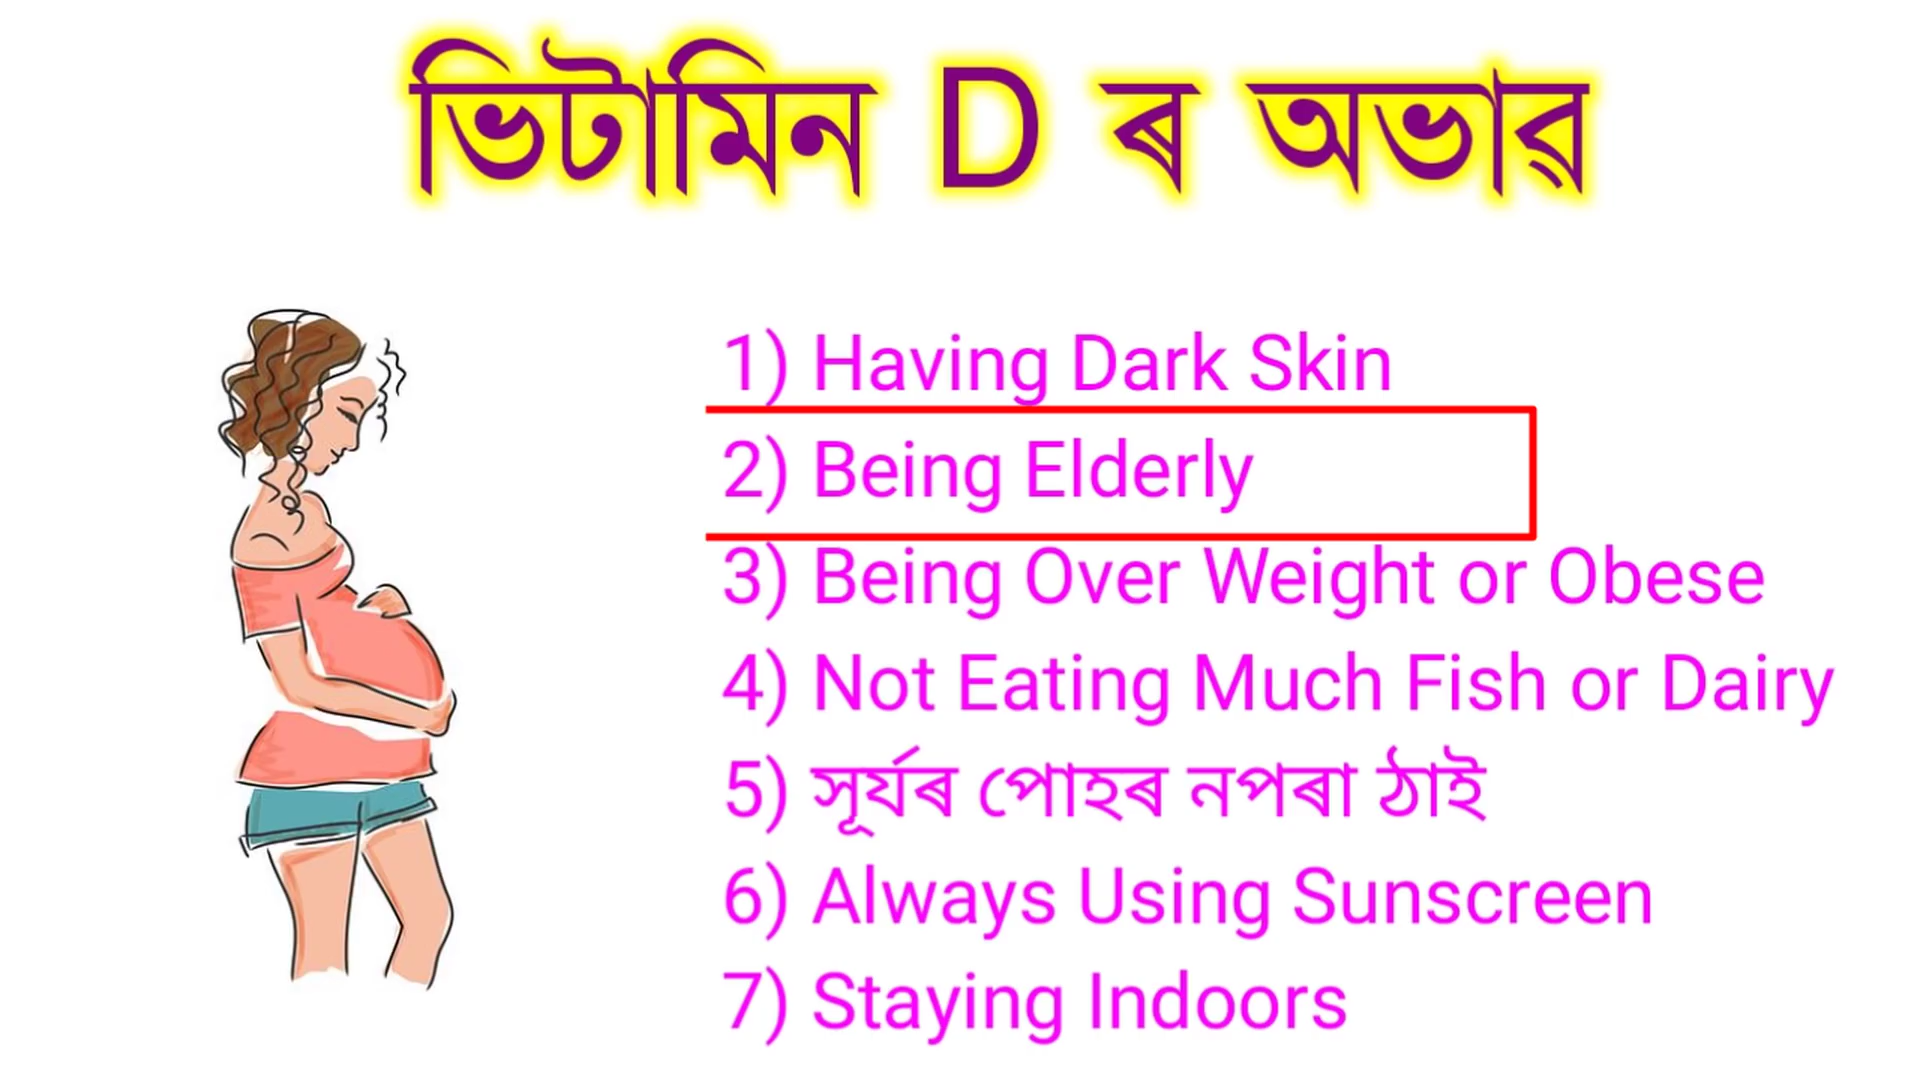 ভিটামিন D ৰ অভাৱ
1) Having Dark Skin
2) Being Elderly
3) Being Over Weight or Obese
4) Not Eating Much Fish or Dairy
5) সূৰ্যৰ পোহৰ নপৰা ঠাই
6) Always Using Sunscreen
7) Staying Indoors